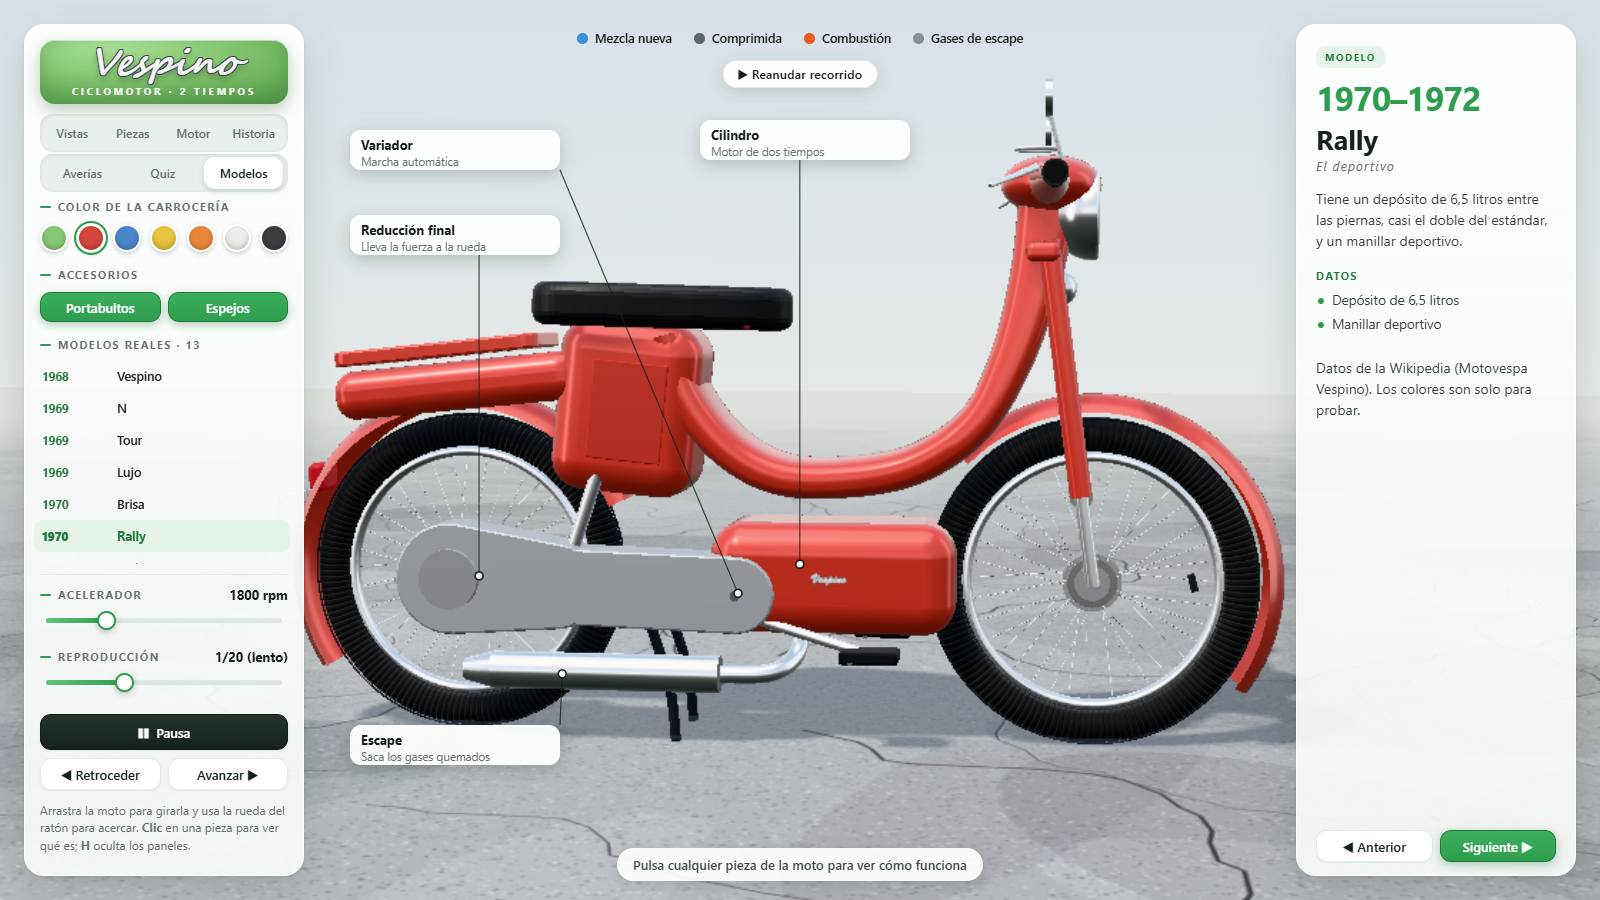 Vespino
CICLOMOTOR · 2 TIEMPOS
Vistas
Piezas
Motor
Historia
Averías
Quiz
Modelos
COLOR DE LA CARROCERÍA
ACCESORIOS
Portabultos
Espejos
MODELOS REALES · 13
1968 Vespino
1969 N
1969 Tour
1969 Lujo
1970 Brisa
1970 Rally
ACELERADOR 1800 rpm
REPRODUCCIÓN 1/20 (lento)
Pausa
◀ Retroceder
Avanzar ▶
Arrastra la moto para girarla y usa la rueda del
ratón para acercar. Clic en una pieza para ver
qué es; H oculta los paneles.
Mezcla nueva
Comprimida
Combustión
Gases de escape
▶ Reanudar recorrido
Variador
Marcha automática
Cilindro
Motor de dos tiempos
Reducción final
Lleva la fuerza a la rueda
Vespino
Escape
Saca los gases quemados
Pulsa cualquier pieza de la moto para ver cómo funciona
MODELO
1970–1972
Rally
El deportivo
Tiene un depósito de 6,5 litros entre
las piernas, casi el doble del estándar,
y un manillar deportivo.
DATOS
Depósito de 6,5 litros
Manillar deportivo
Datos de la Wikipedia (Motovespa
Vespino). Los colores son solo para
probar.
◀ Anterior
Siguiente ▶